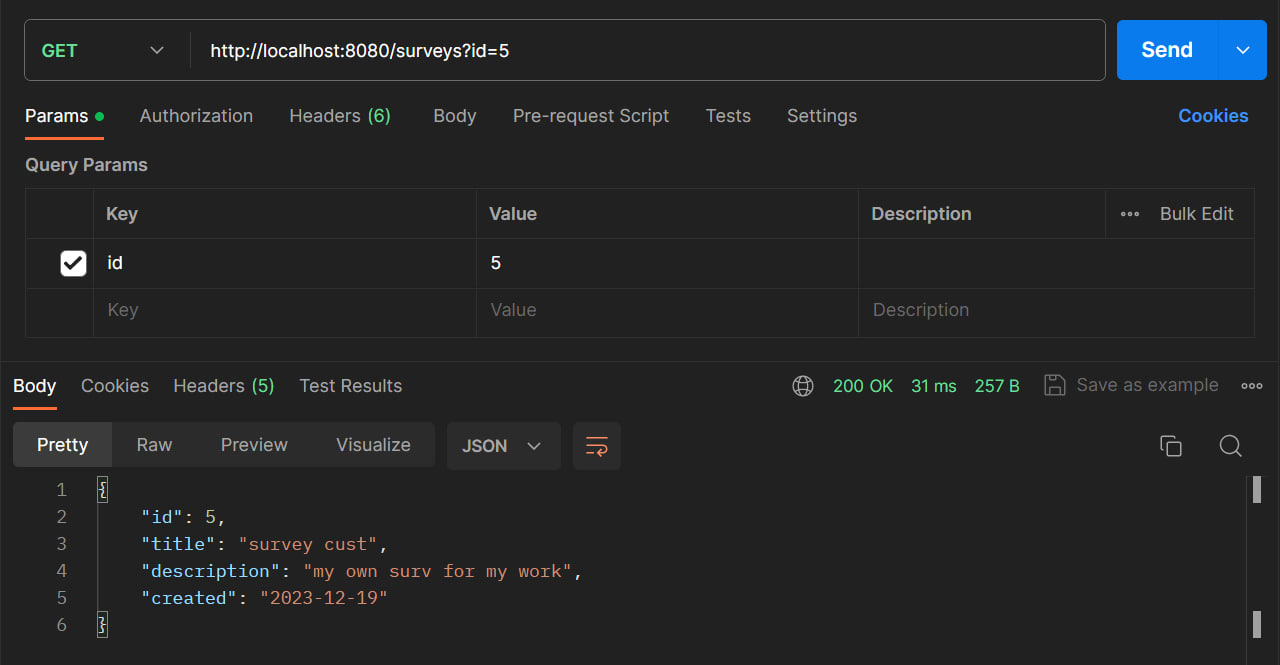 GET http://localhost:8080/surveys?id=5 Send
Params Authorization Headers (6) Body Pre-request Script Tests Settings Cookies
Query Params
Key Value Description Bulk Edit
id 5
Key Value Description
Body Cookies Headers (5) Test Results 200 OK 31 ms 257 B Save as example
Pretty Raw Preview Visualize JSON
1 {
2 "id": 5,
3 "title": "survey cust",
4 "description": "my own surv for my work",
5 "created": "2023-12-19"
6 }